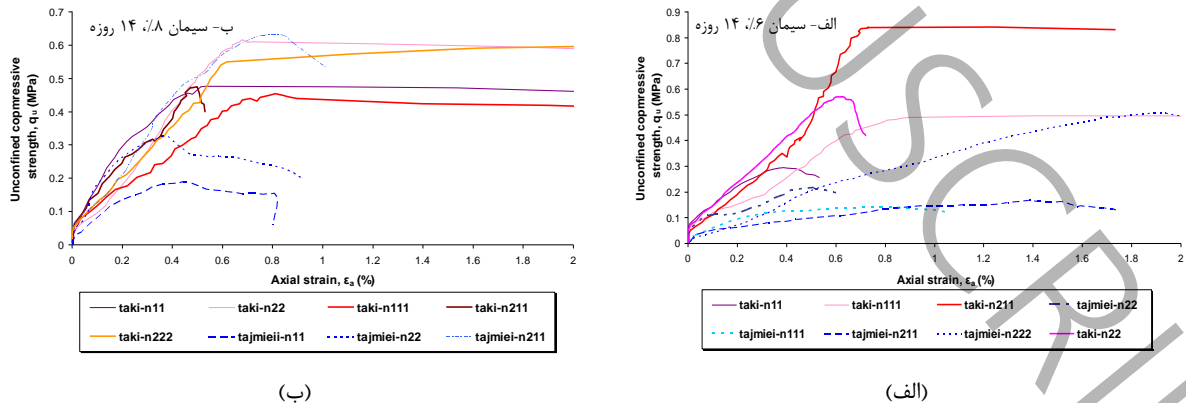 ب- سیمان ۸٪، ۱۴ روزه
Unconfined copmressive strength, qu (MPa)
0.7
0.6
0.5
0.4
0.3
0.2
0.1
0
0 0.2 0.4 0.6 0.8 1 1.2 1.4 1.6 1.8 2
Axial strain, εa (%)
taki-n11 taki-n22 taki-n111 taki-n211
taki-n222 tajmieii-n11 tajmiei-n22 tajmiei-n211
(ب)
الف- سیمان ۶٪، ۱۴ روزه
Unconfined copmressive strength, qu (MPa)
0.9
0.8
0.7
0.6
0.5
0.4
0.3
0.2
0.1
0
0 0.2 0.4 0.6 0.8 1 1.2 1.4 1.6 1.8 2
Axial strain, εa (%)
taki-n11 taki-n111 taki-n211 tajmiei-n22
tajmiei-n111 tajmiei-n211 tajmiei-n222 taki-n22
(الف)